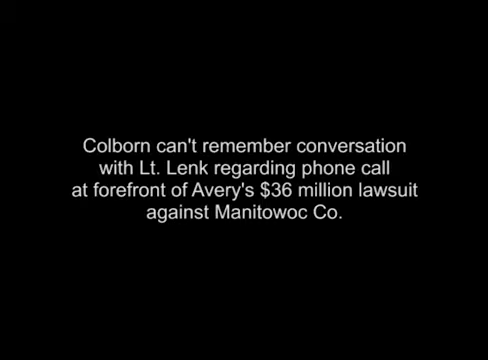 Colborn can't remember conversation
with Lt. Lenk regarding phone call
at forefront of Avery's $36 million lawsuit
against Manitowoc Co.